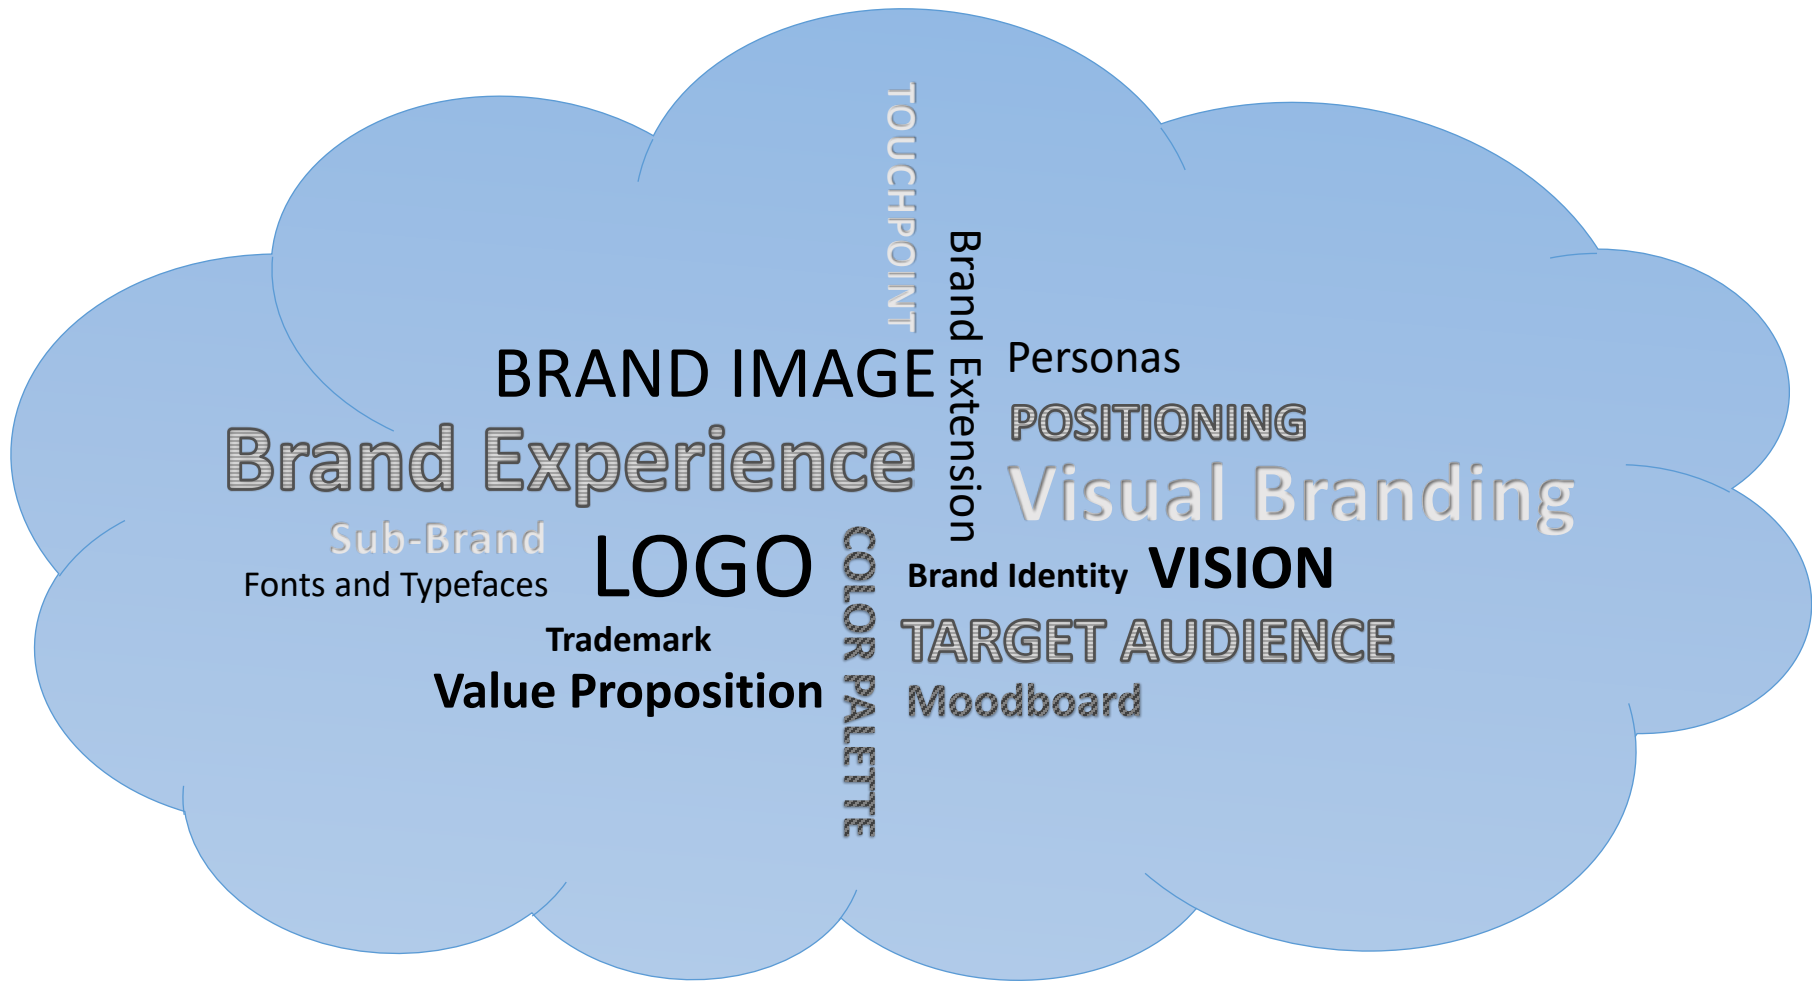 TOUCHPOINT
Brand Extension
BRAND IMAGE
Personas
POSITIONING
Brand Experience
Visual Branding
Sub-Brand
LOGO
COLOR PALETTE
Brand Identity
VISION
Fonts and Typefaces
Trademark
TARGET AUDIENCE
Value Proposition
Moodboard